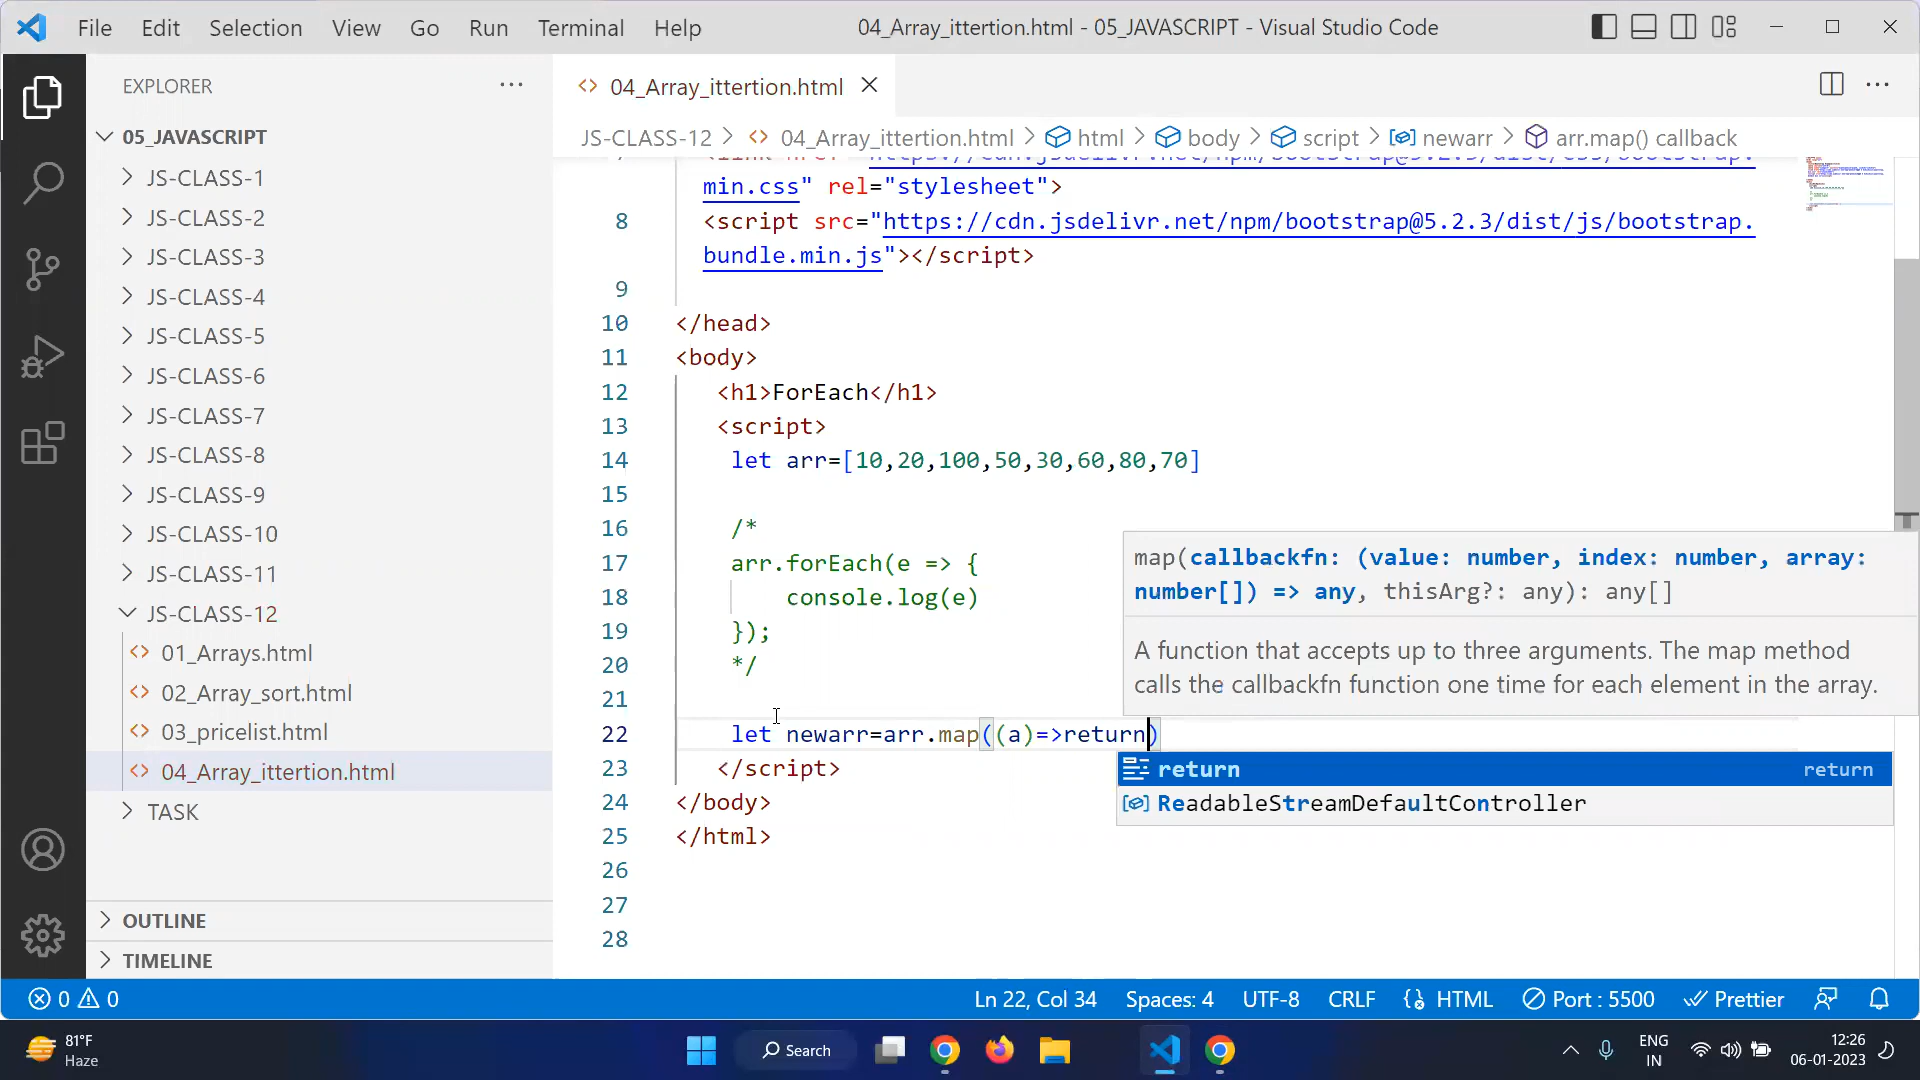 File Edit Selection View Go Run Terminal Help
04_Array_ittertion.html - 05_JAVASCRIPT - Visual Studio Code
EXPLORER
05_JAVASCRIPT
JS-CLASS-1
JS-CLASS-2
JS-CLASS-3
JS-CLASS-4
JS-CLASS-5
JS-CLASS-6
JS-CLASS-7
JS-CLASS-8
JS-CLASS-9
JS-CLASS-10
JS-CLASS-11
JS-CLASS-12
01_Arrays.html
02_Array_sort.html
03_pricelist.html
04_Array_ittertion.html
TASK
OUTLINE
TIMELINE
04_Array_ittertion.html
JS-CLASS-12 > 04_Array_ittertion.html > html > body > script > newarr > arr.map() callback
min.css" rel="stylesheet">
8 <script src="https://cdn.jsdelivr.net/npm/bootstrap@5.2.3/dist/js/bootstrap.
bundle.min.js"></script>
9
10 </head>
11 <body>
12 <h1>ForEach</h1>
13 <script>
14 let arr=[10,20,100,50,30,60,80,70]
15
16 /*
17 arr.forEach(e => {
18 console.log(e)
19 });
20 */
21
22 let newarr=arr.map((a)=>return)
23 </script>
24 </body>
25 </html>
26
27
28
map(callbackfn: (value: number, index: number, array:
number[]) => any, thisArg?: any): any[]
A function that accepts up to three arguments. The map method
calls the callbackfn function one time for each element in the array.
return return
ReadableStreamDefaultController
0 0 Ln 22, Col 34 Spaces: 4 UTF-8 CRLF HTML Port : 5500 Prettier
81°F
Haze
Search
ENG
IN
12:26
06-01-2023